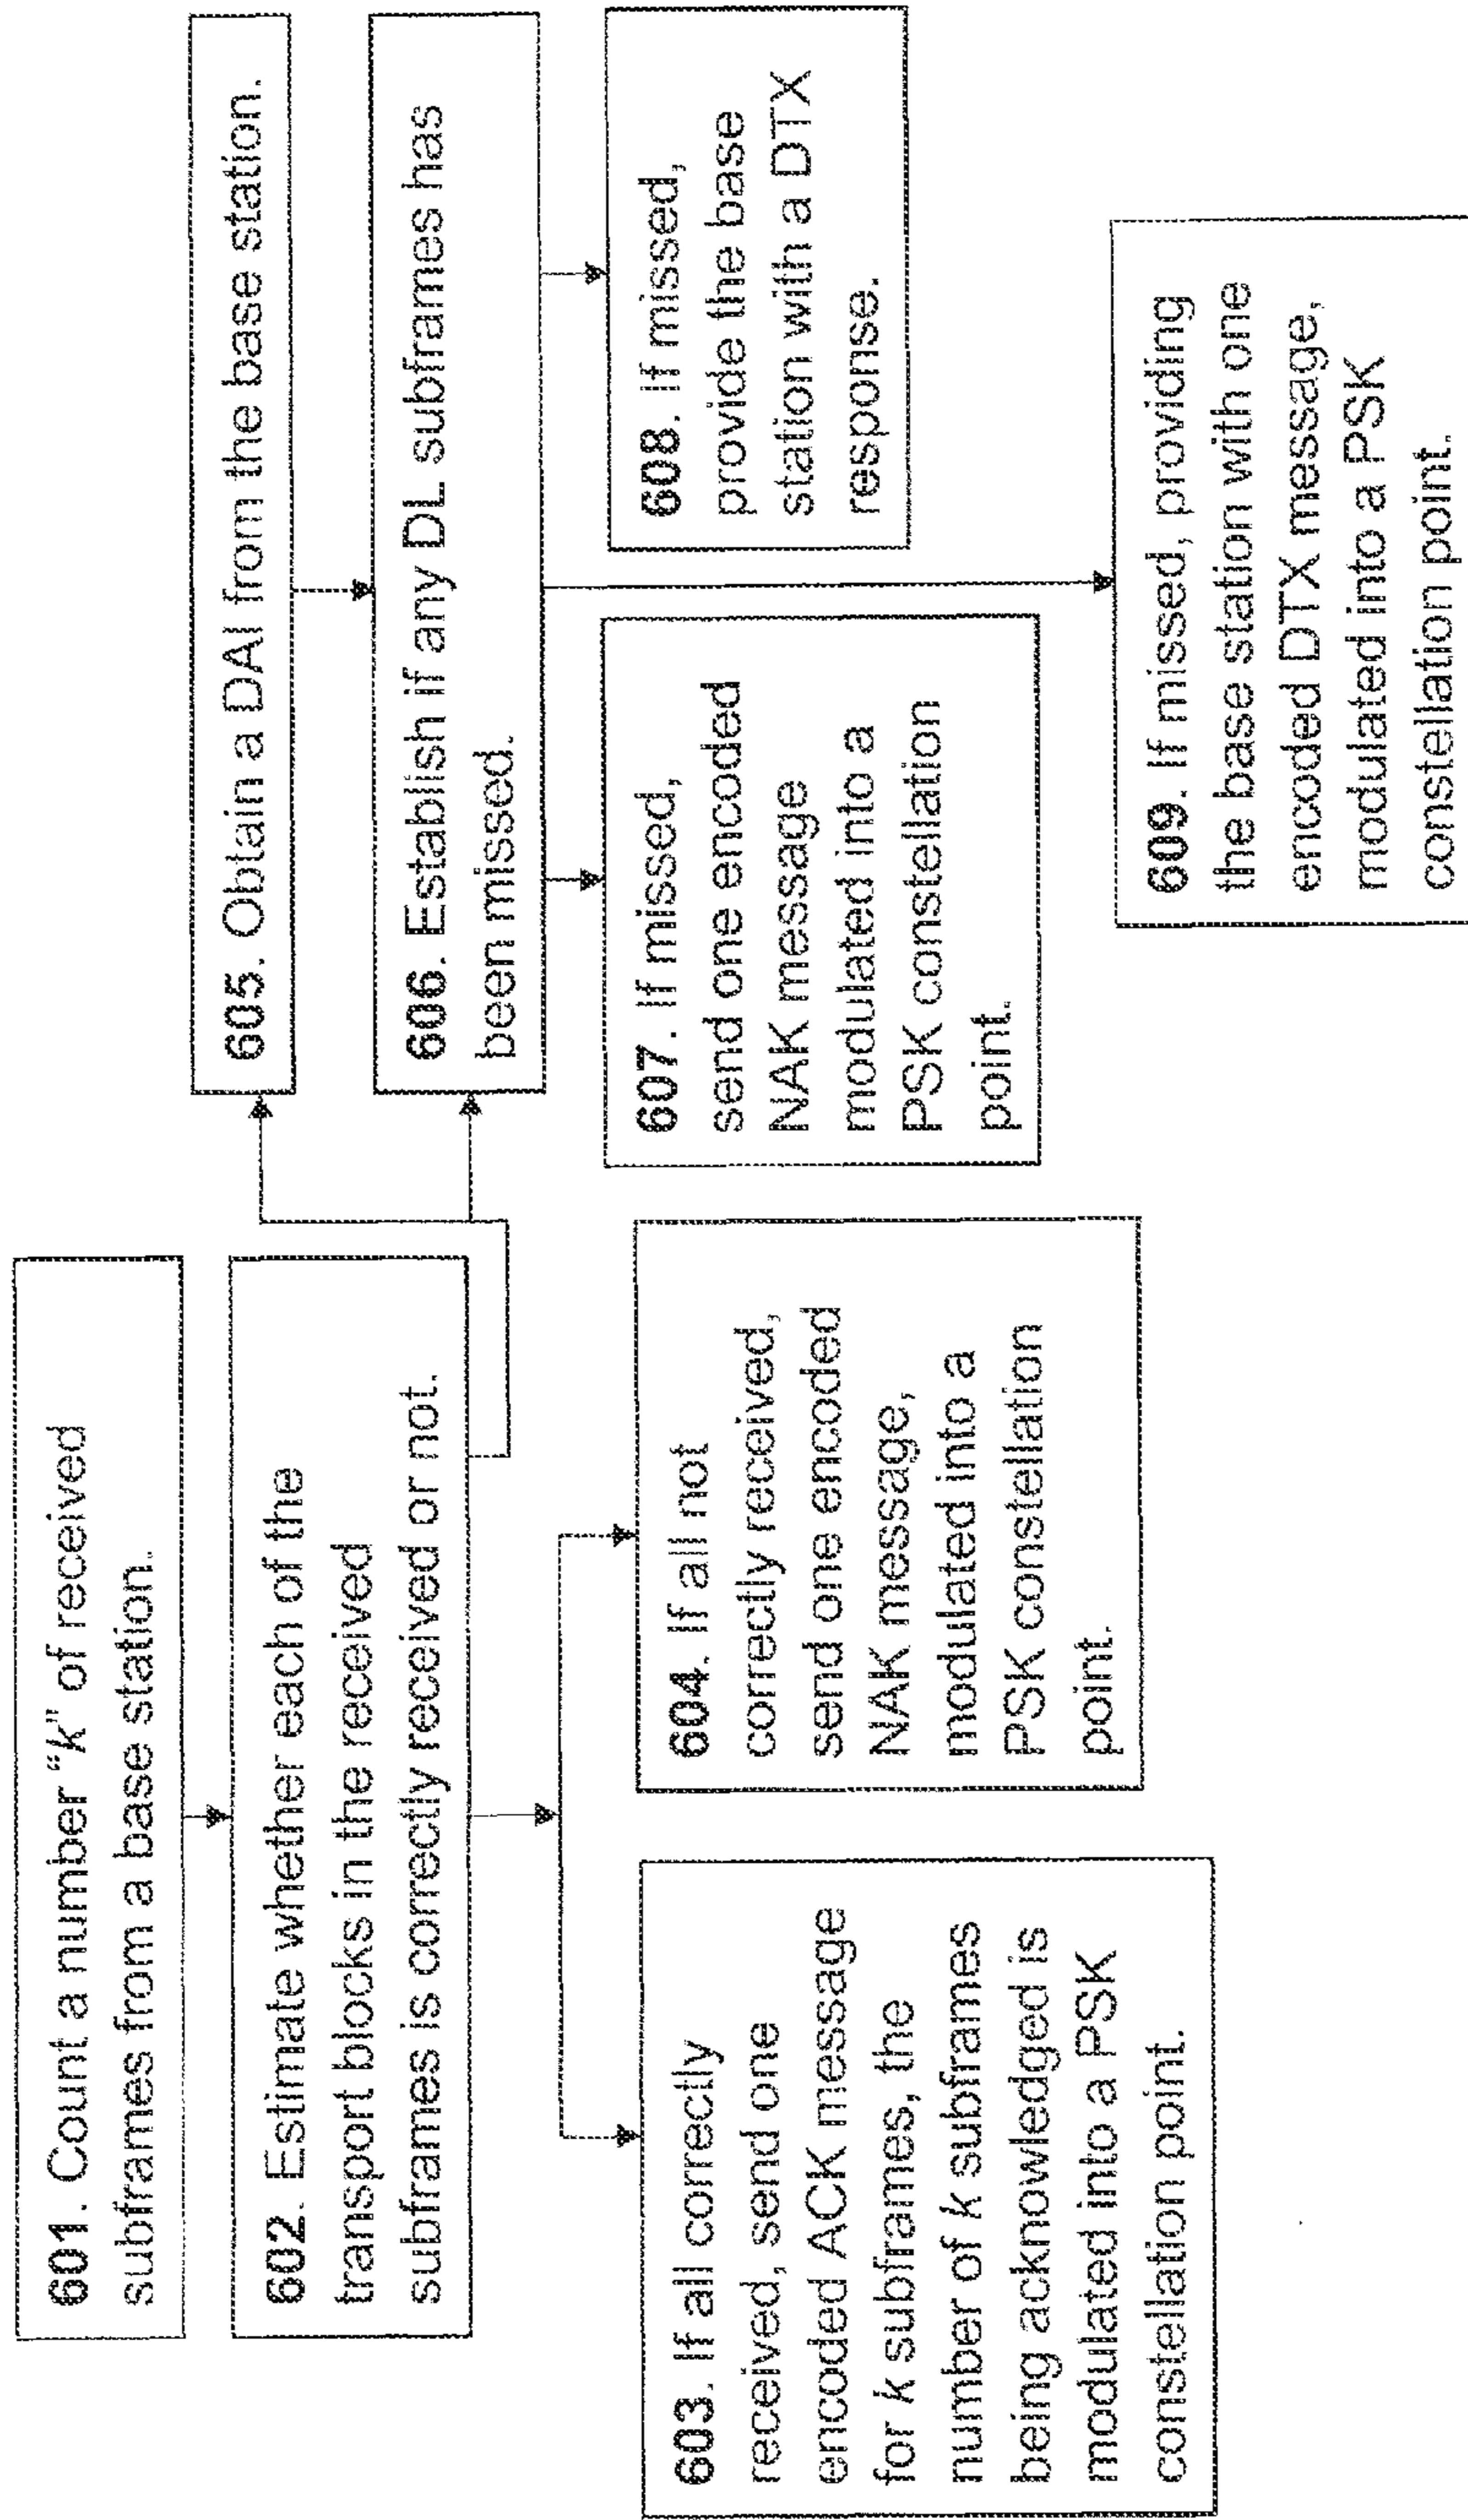 601. Count a number "k" of received
subframes from a base station.
602. Estimate whether each of the
transport blocks in the received
subframes is correctly received or not.
603. If all correctly
received, send one
encoded ACK message
for k subframes, the
number of k subframes
being acknowledged is
modulated into a PSK
constellation point.
604. If all not
correctly received,
send one encoded
NAK message,
modulated into a
PSK constellation
point.
605. Obtain a DAI from the base station.
606. Establish if any DL subframes has
been missed.
607. If missed,
send one encoded
NAK message
modulated into a
PSK constellation
point.
608. If missed,
provide the base
station with a DTX
response.
609. If missed, providing
the base station with one
encoded DTX message,
modulated into a PSK
constellation point.